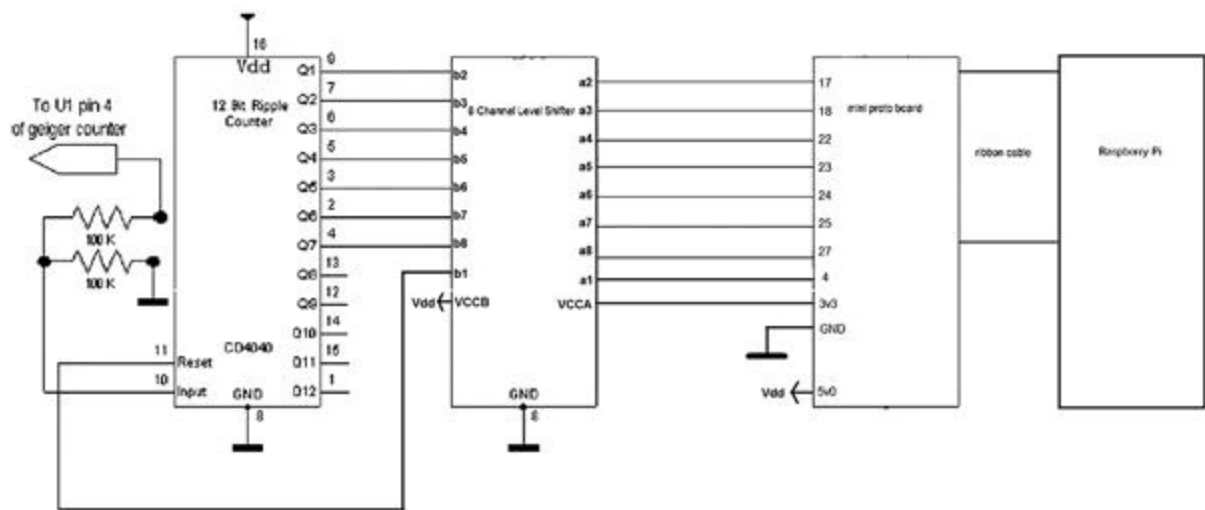 16
Vdd
To U1 pin 4
of geiger counter
100 K
100 K
12 Bit Ripple
Counter
CD4040
11
Reset
10
Input
GND
8
Q1
9
Q2
7
Q3
6
Q4
5
Q5
3
Q6
2
Q7
4
Q8
13
Q9
12
Q10
14
Q11
15
Q12
1
b2
b3
8 Channel Level Shifter
b4
b5
b6
b7
b8
b1
Vdd
VCCB
GND
a2
a3
a4
a5
a6
a7
a8
a1
VCCA
17
mini proto board
18
22
23
24
25
27
4
3v3
GND
Vdd
5v0
ribbon cable
Raspberry Pi